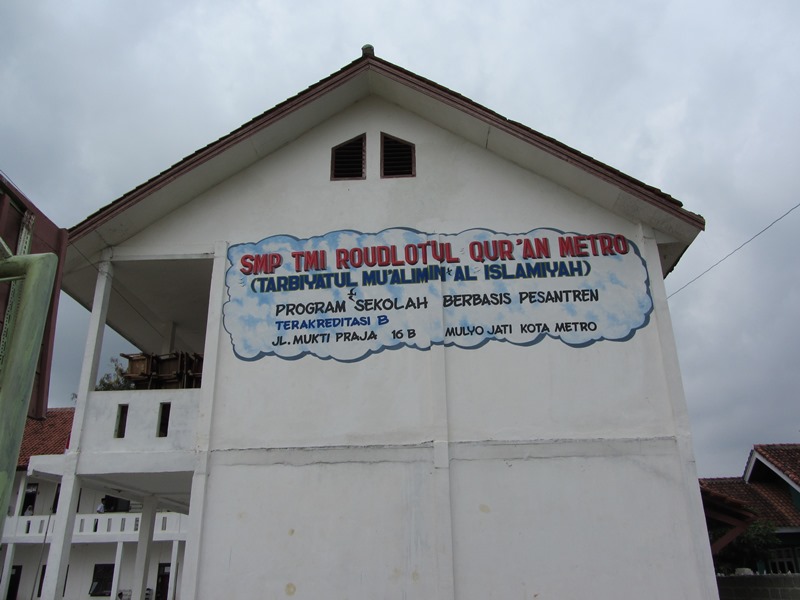 SMP TMI ROUDLOTUL QUR'AN METRO
(TARBIYATUL MU'ALIMIN AL ISLAMIYAH)
PROGRAM SEKOLAH BERBASIS PESANTREN
TERAKREDITASI B
JL. MUKTI PRAJA 16 B MULYO JATI KOTA METRO